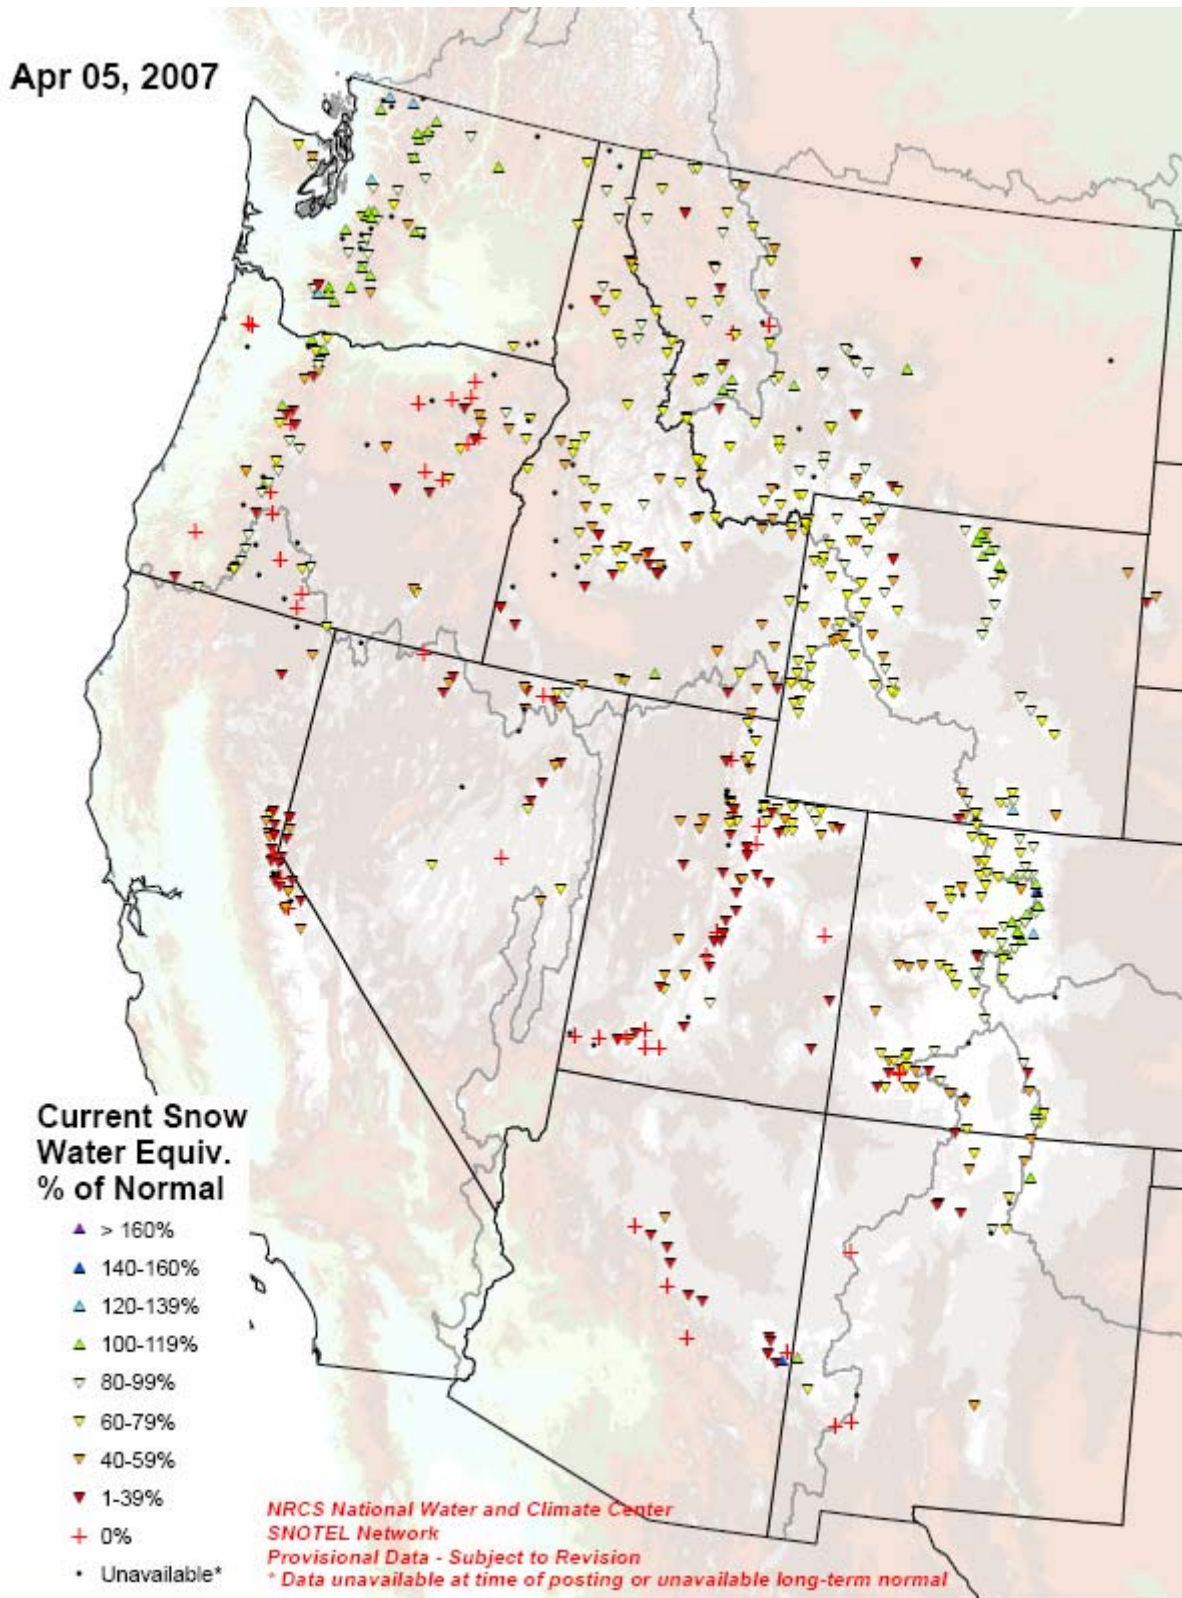 Apr 05, 2007
Current Snow
Water Equiv.
% of Normal
> 160%
140-160%
120-139%
100-119%
80-99%
60-79%
40-59%
1-39%
0%
Unavailable*
NRCS National Water and Climate Center
SNOTEL Network
Provisional Data - Subject to Revision
* Data unavailable at time of posting or unavailable long-term normal